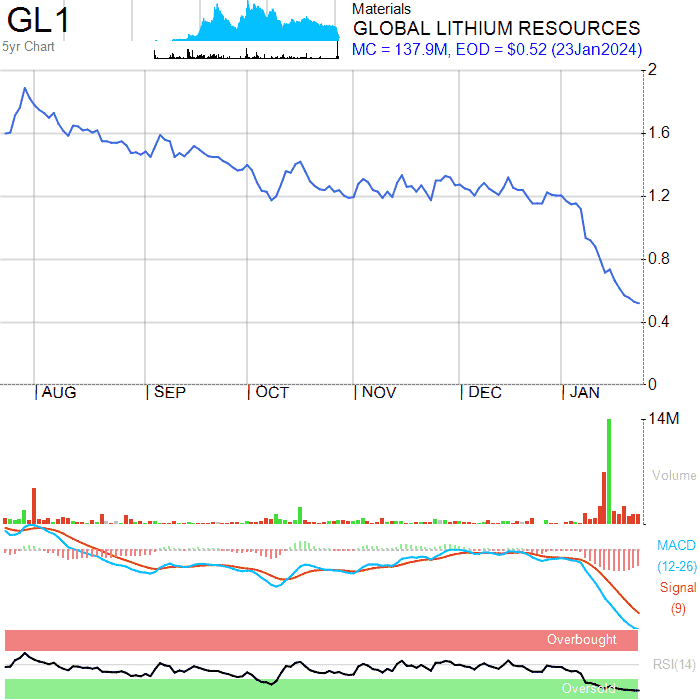 GL1
5yr Chart
Materials
GLOBAL LITHIUM RESOURCES
MC = 137.9M, EOD = $0.52 (23Jan2024)
2
1.6
1.2
0.8
0.4
0
AUG SEP OCT NOV DEC JAN
14M
Volume
MACD
(12-26)
Signal
(9)
Overbought
RSI(14)
Oversold